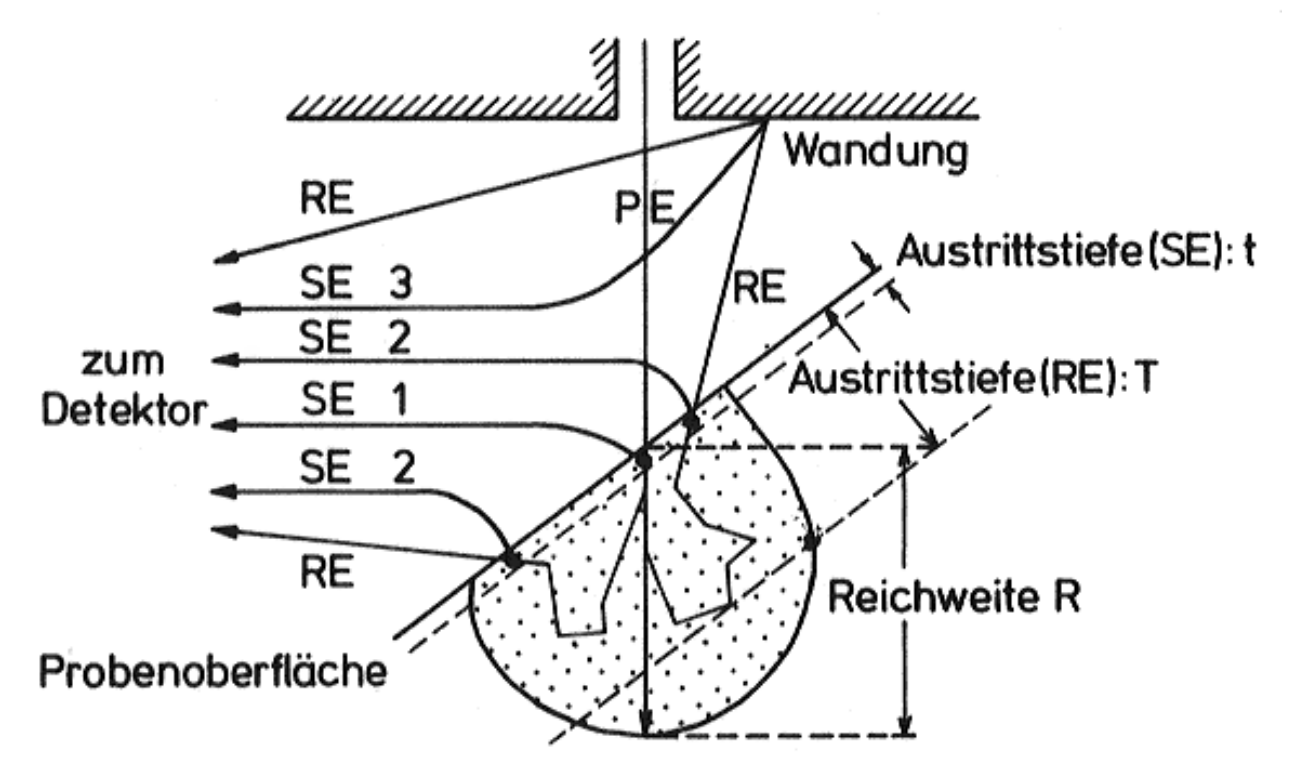 Wandung
RE
PE
Austrittstiefe(SE): t
SE 3
RE
SE 2
zum
Detektor
Austrittstiefe(RE): T
SE 1
SE 2
RE
Reichweite R
Probenoberfläche